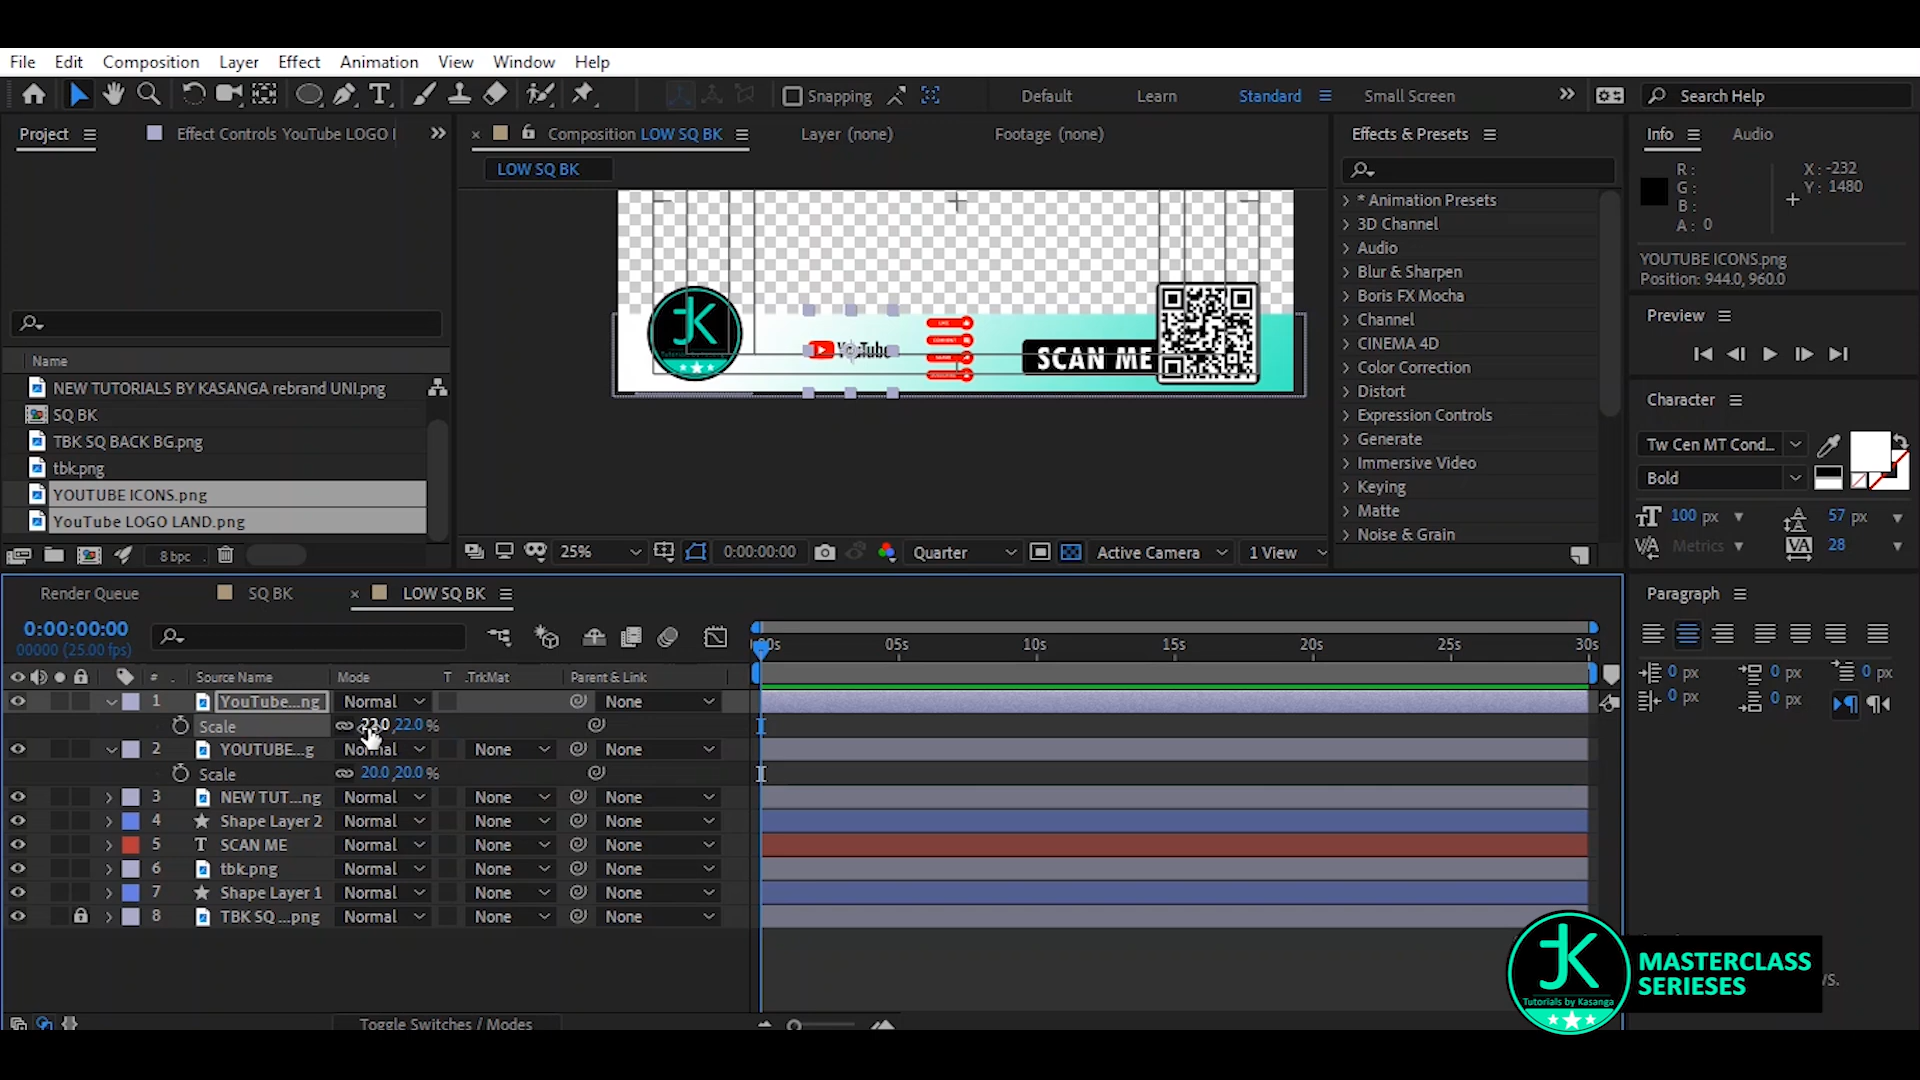 File Edit Composition Layer Effect Animation View Window Help
Snapping Default Learn Standard Small Screen Search Help
Project Effect Controls YouTube LOGO Composition LOW SQ BK Layer (none) Footage (none) Effects & Presets Info Audio
LOW SQ BK
R: X: -232
G: Y: 1480
B:
A: 0
* Animation Presets
3D Channel
Audio
Blur & Sharpen
Boris FX Mocha
Channel
CINEMA 4D
Color Correction
Distort
Expression Controls
Generate
Immersive Video
Keying
Matte
Noise & Grain
YOUTUBE ICONS.png
Position: 944.0, 960.0
Preview
Character
Tw Cen MT Cond...
Bold
100 px 57 px
Metrics 28
JK
YouTube
SCAN ME
Name
NEW TUTORIALS BY KASANGA rebrand UNI.png
SQ BK
TBK SQ BACK BG.png
tbk.png
YOUTUBE ICONS.png
YouTube LOGO LAND.png
8 bpc
25% 0:00:00:00 Quarter Active Camera 1 View
Render Queue SQ BK LOW SQ BK
0:00:00:00
00000 (25.00 fps)
05s 10s 15s 20s 25s 30s
# Source Name Mode T .TrkMat Parent & Link
1 YouTube...ng Normal None
Scale 22.0 ,22.0 %
2 YOUTUBE...g None None
Scale 20.0 ,20.0 %
3 NEW TUT...ng Normal None None
4 Shape Layer 2 Normal None None
5 T SCAN ME Normal None None
6 tbk.png Normal None None
7 Shape Layer 1 Normal None None
8 TBK SQ ...png Normal None None
Toggle Switches / Modes
Paragraph
0 px 0 px 0 px
0 px 0 px
JK
Tutorials by Kasanga
MASTERCLASS
SERIESES